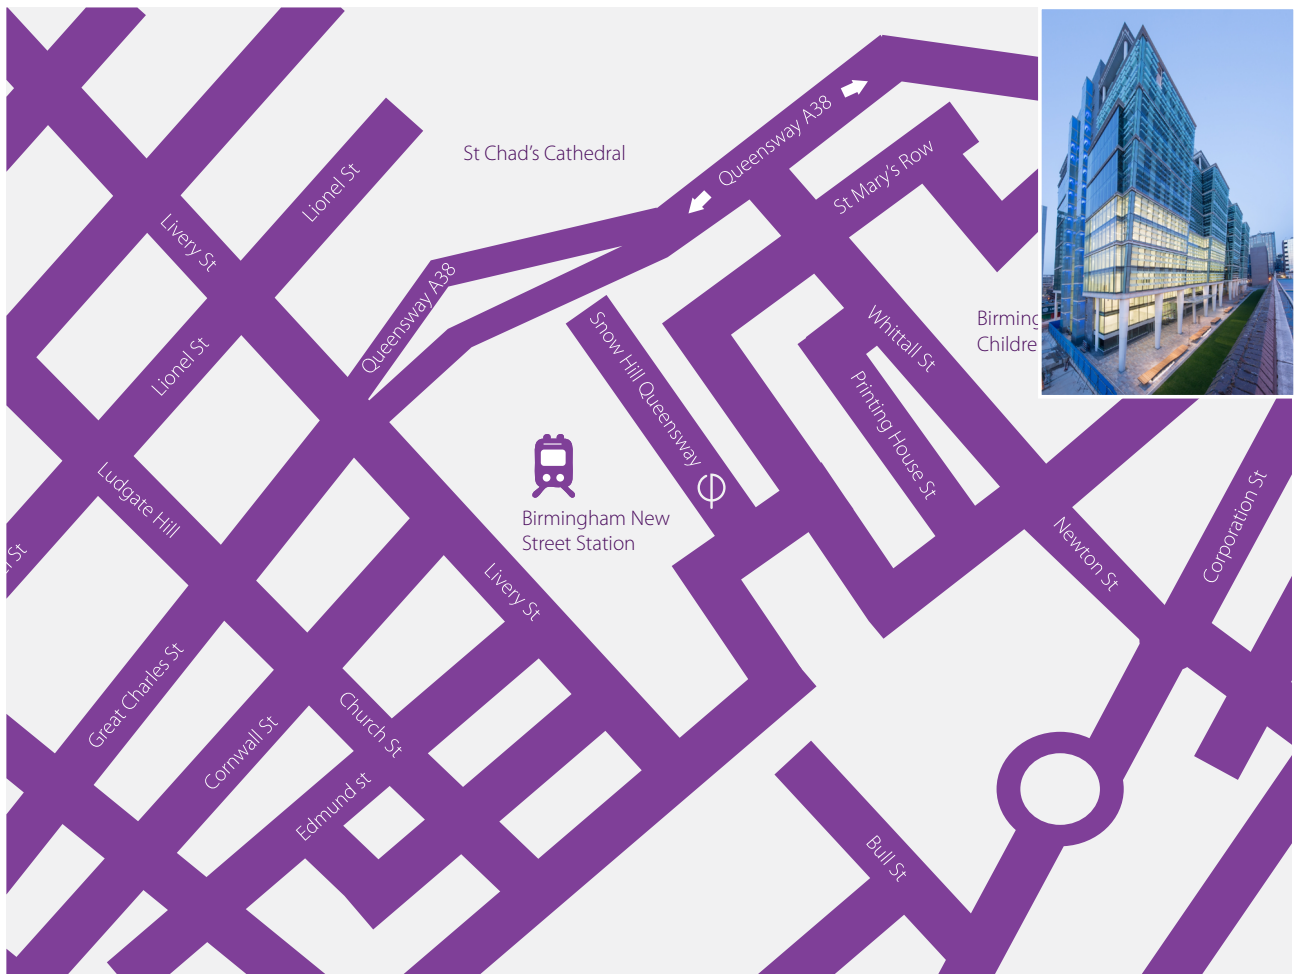 St Chad's Cathedral
Queensway A38
St Mary's Row
Lionel St
Livery St
Queensway A38
Lionel St
Snow Hill Queensway
Whittall St
Printing House St
Birming
Childre
Birmingham New
Street Station
Ludgate Hill
Livery St
Newton St
Corporation St
St
Great Charles St
Cornwall St
Church St
Edmund st
Bull St